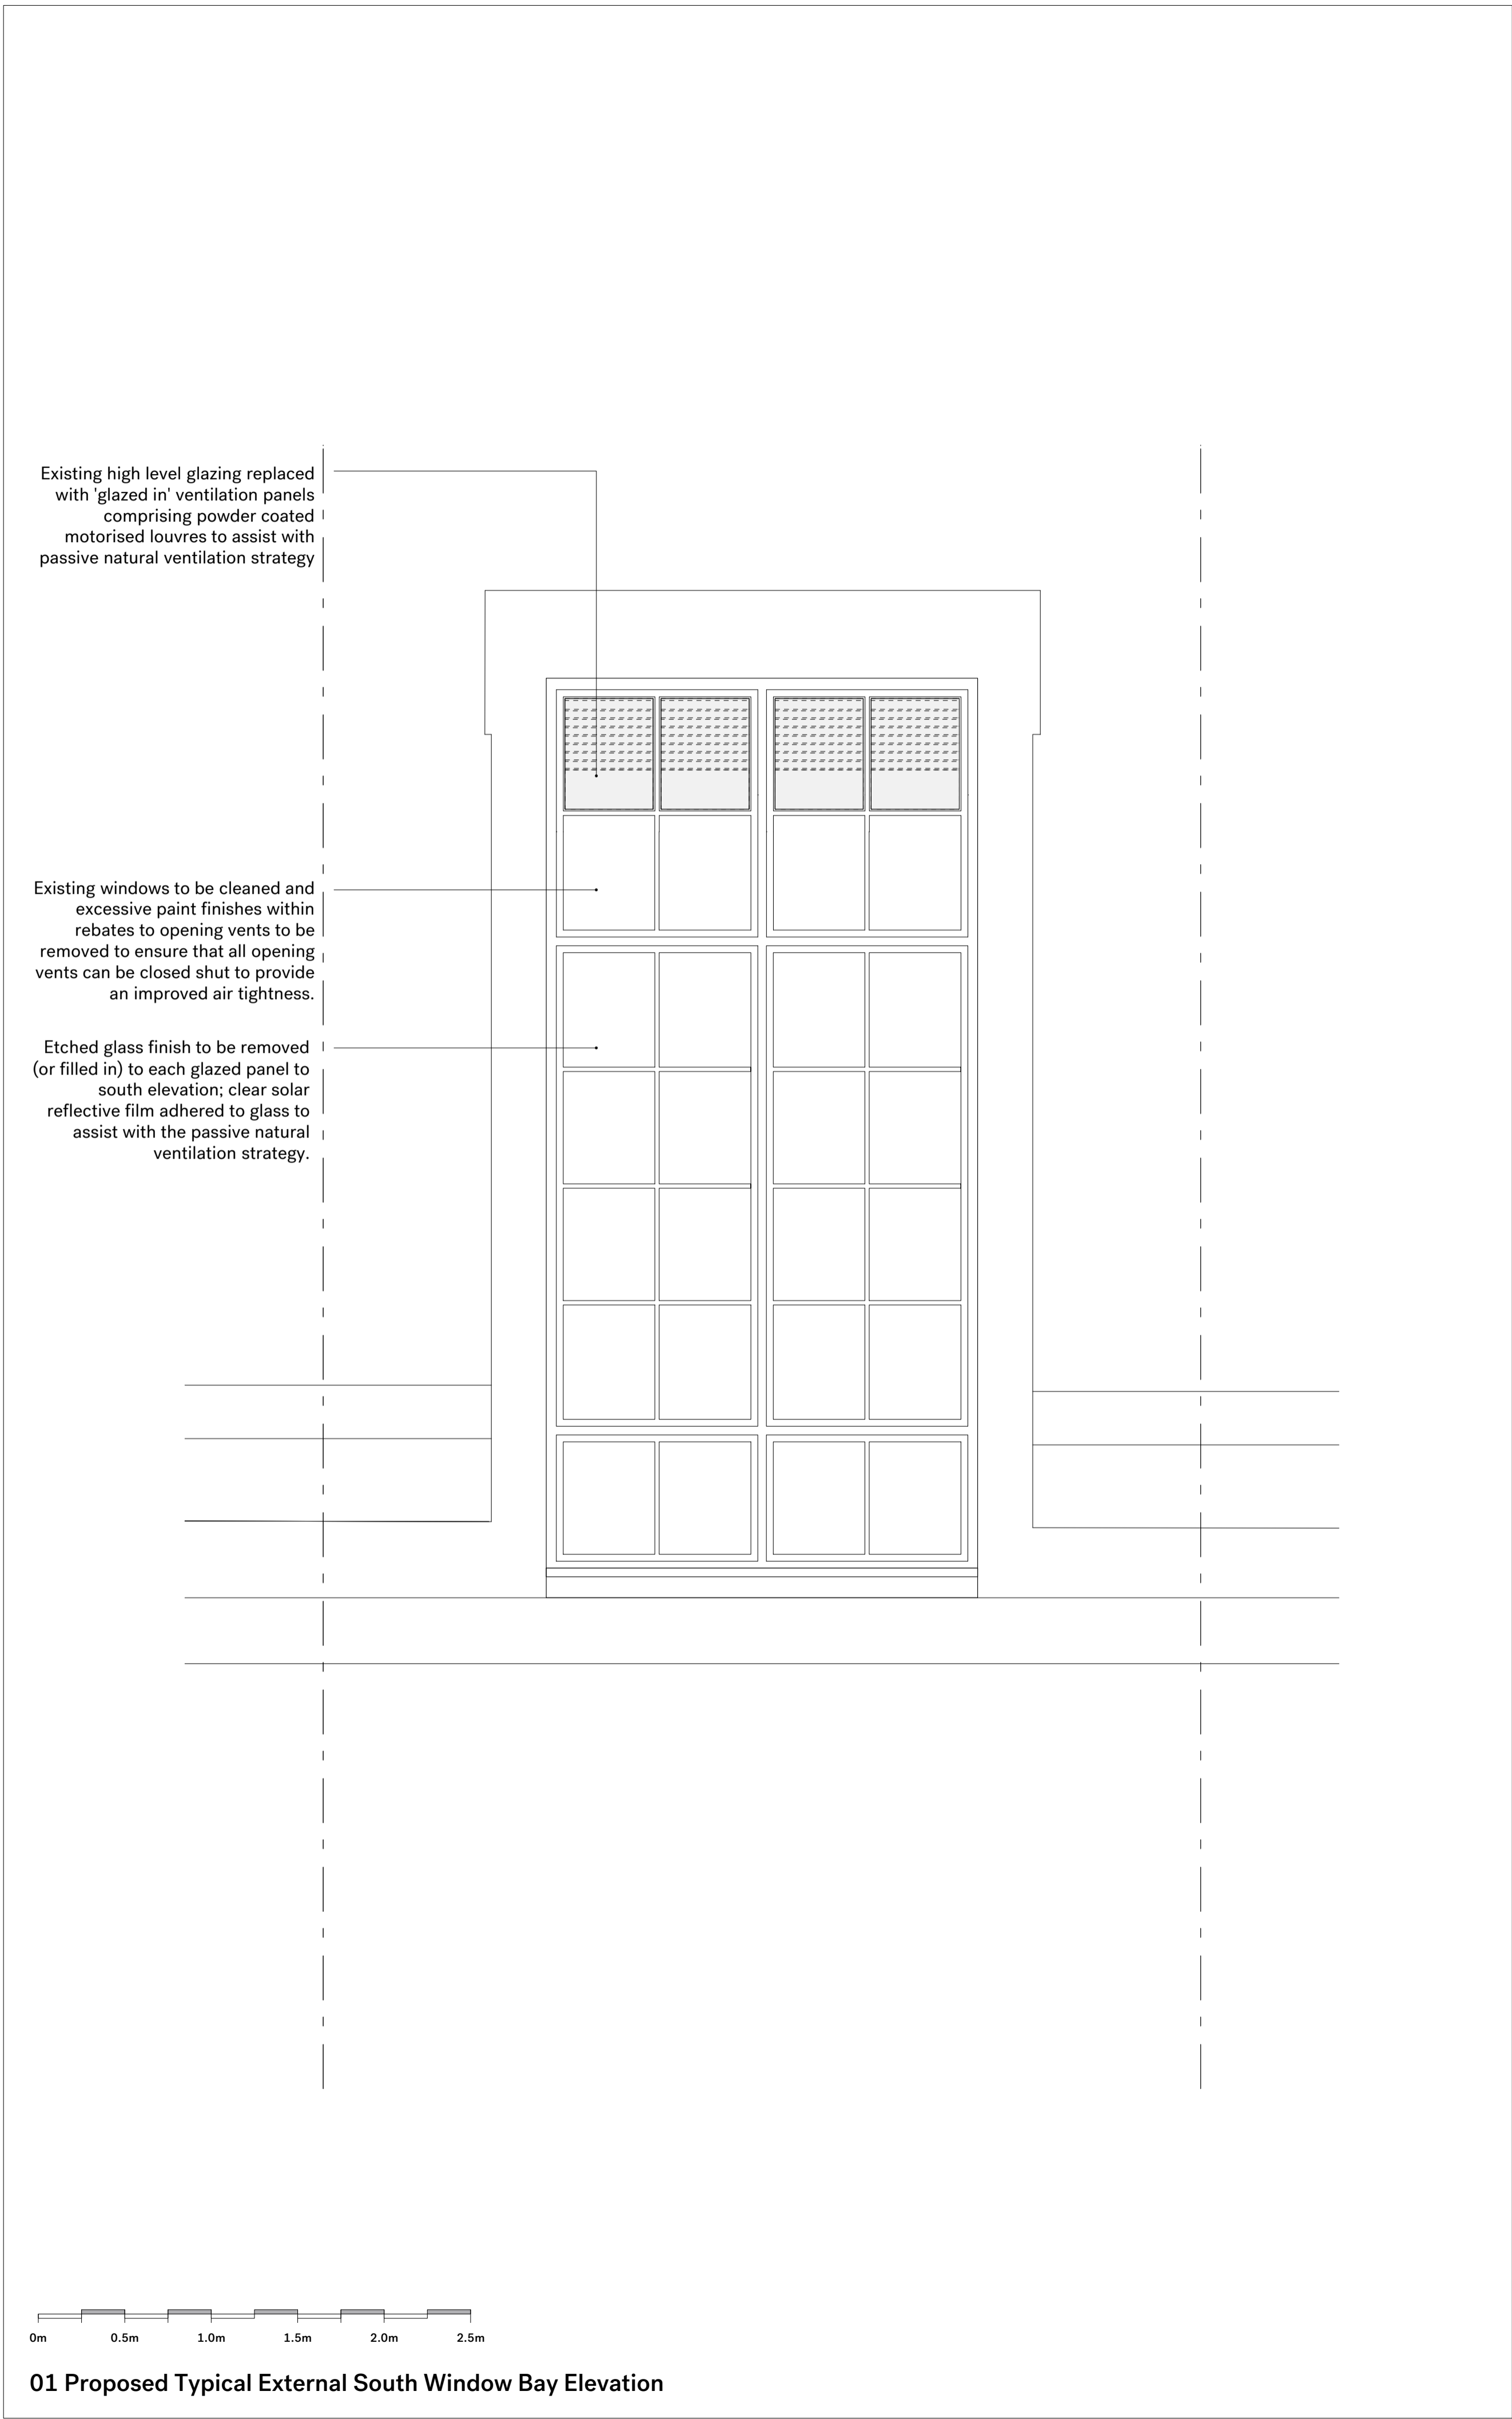 Existing high level glazing replaced
with 'glazed in' ventilation panels
comprising powder coated
motorised louvres to assist with
passive natural ventilation strategy
Existing windows to be cleaned and
excessive paint finishes within
rebates to opening vents to be
removed to ensure that all opening
vents can be closed shut to provide
an improved air tightness.
Etched glass finish to be removed
(or filled in) to each glazed panel to
south elevation; clear solar
reflective film adhered to glass to
assist with the passive natural
ventilation strategy.
0m 0.5m 1.0m 1.5m 2.0m 2.5m
01 Proposed Typical External South Window Bay Elevation